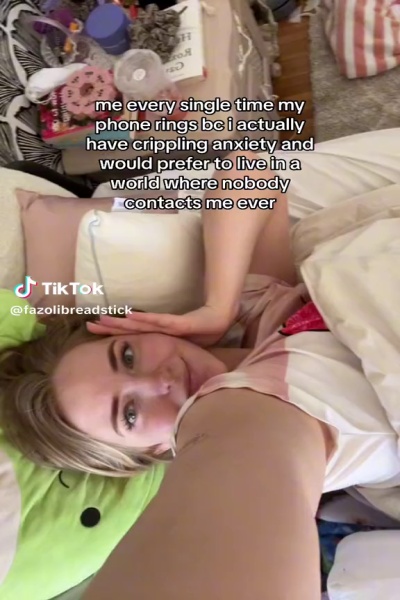 me every single time my
phone rings bc i actually
have crippling anxiety and
would prefer to live in a
world where nobody
contacts me ever
TikTok
@fazolibreadstick_